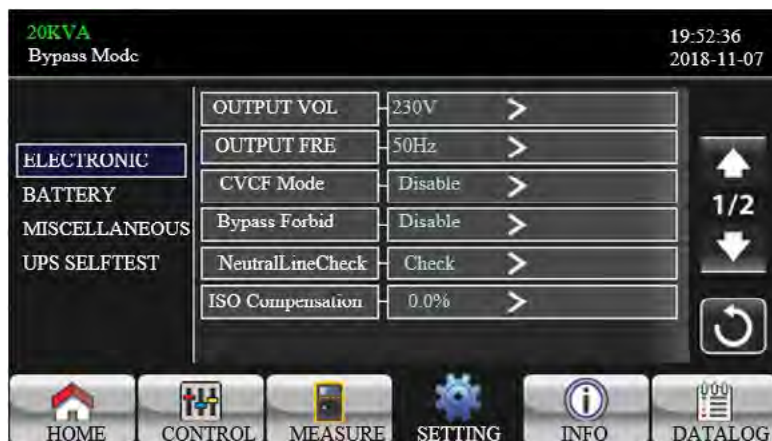 20KVA
19:52:36
Bypass Mode
2018-11-07
ELECTRONIC
BATTERY
MISCELLANEOUS
UPS SELFTEST
OUTPUT VOL 230V >
OUTPUT FRE 50Hz >
CVCF Mode Disable >
Bypass Forbid Disable >
NeutralLineCheck Check >
ISO Compensation 0.0% >
1/2
HOME CONTROL MEASURE SETTING INFO DATALOG